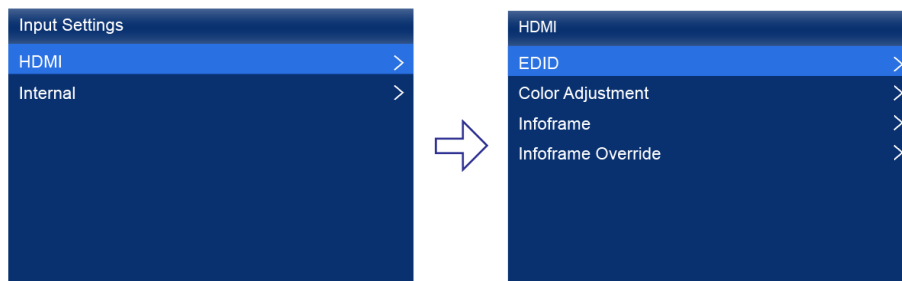 Input Settings
HDMI
Internal
HDMI
EDID
Color Adjustment
Infoframe
Infoframe Override